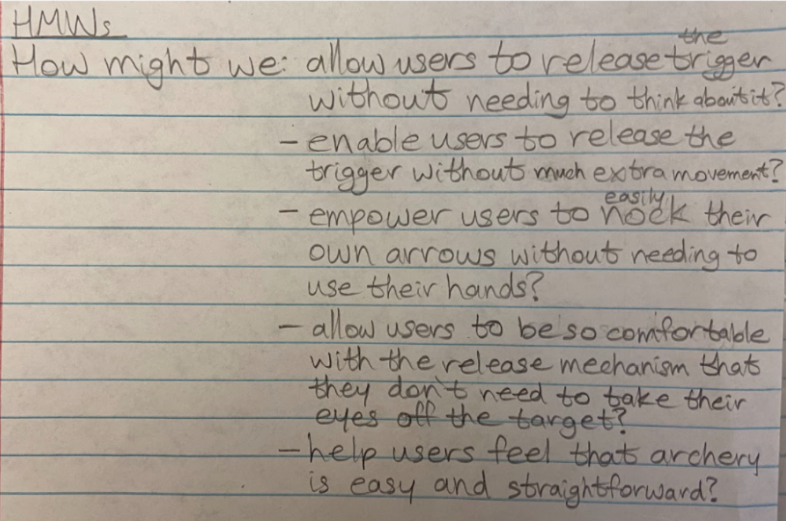 HMWs
How might we: allow users to release the trigger
without needing to think about it?
- enable users to release the
trigger without much extra movement?
- empower users to easily nock their
own arrows without needing to
use their hands?
- allow users to be so comfortable
with the release mechanism that
they don't need to take their
eyes off the target?
- help users feel that archery
is easy and straightforward?